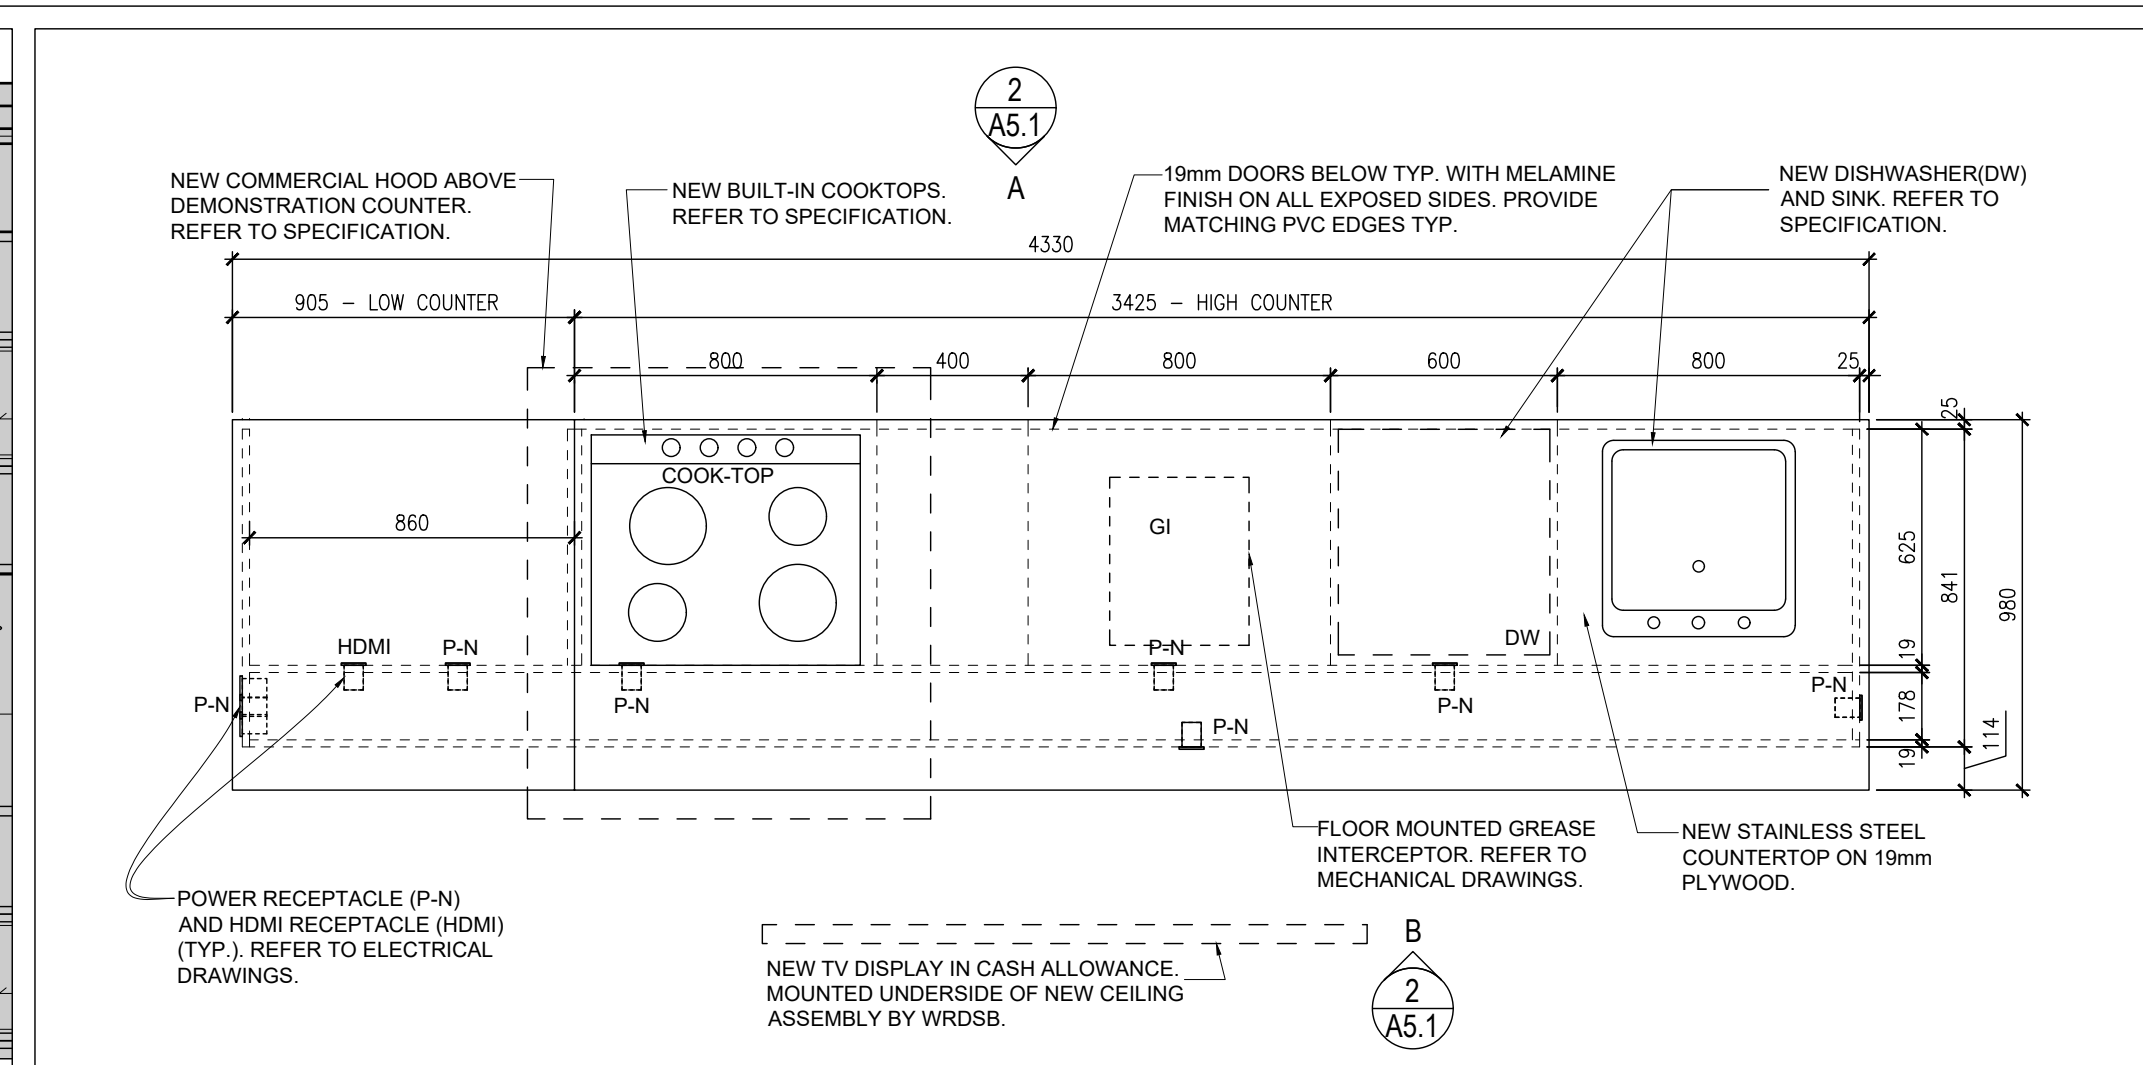 2
A5.1
A
NEW COMMERCIAL HOOD ABOVE
DEMONSTRATION COUNTER.
REFER TO SPECIFICATION.
NEW BUILT-IN COOKTOPS.
REFER TO SPECIFICATION.
19mm DOORS BELOW TYP. WITH MELAMINE
FINISH ON ALL EXPOSED SIDES. PROVIDE
MATCHING PVC EDGES TYP.
NEW DISHWASHER(DW)
AND SINK. REFER TO
SPECIFICATION.
4330
905 - LOW COUNTER
3425 - HIGH COUNTER
800
400
800
600
800
25
25
COOK-TOP
860
GI
625
841
980
HDMI
P-N
P-N
DW
19
P-N
P-N
P-N
P-N
P-N
178
114
19
FLOOR MOUNTED GREASE
INTERCEPTOR. REFER TO
MECHANICAL DRAWINGS.
NEW STAINLESS STEEL
COUNTERTOP ON 19mm
PLYWOOD.
POWER RECEPTACLE (P-N)
AND HDMI RECEPTACLE (HDMI)
(TYP.). REFER TO ELECTRICAL
DRAWINGS.
NEW TV DISPLAY IN CASH ALLOWANCE.
MOUNTED UNDERSIDE OF NEW CEILING
ASSEMBLY BY WRDSB.
B
2
A5.1